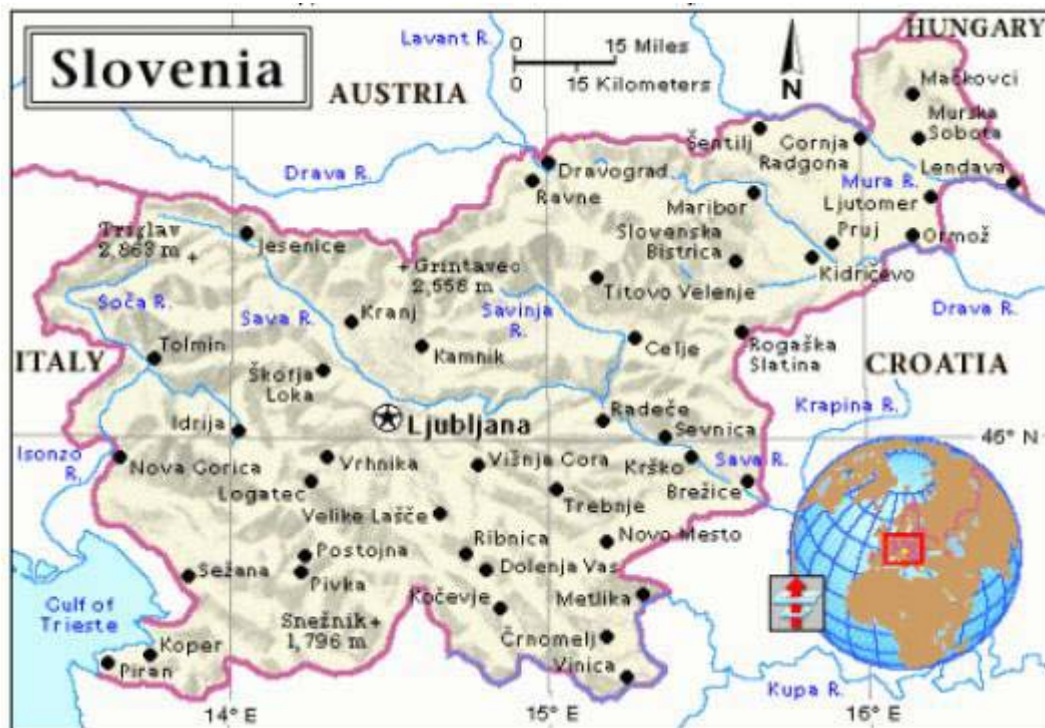 Slovenia
Lavant R.
0 15 Miles
0 15 Kilometers
N
HUNGARY
AUSTRIA
Mačkovci
Murska
Sobota
Šentilj
Gornja
Radgona
Lendava
Drava R.
Dravograd
Ravne
Mura R.
Maribor
Ljutomer
Triglav
2,863 m
Jesenice
Slovenska
Bistrica
Pruj
Ormož
Grintavec
2,558 m
Kidričevo
Titovo Velenje
Soča R.
Sava R.
Kranj
Savinja
R.
Drava R.
ITALY
Tolmin
Kamnik
Celje
Rogaška
Slatina
CROATIA
Škofja
Loka
Ljubljana
Radeče
Krapina R.
Idrija
Sevnica
46° N
Isonzo
R.
Nova Gorica
Vrhnika
Višnja Gora
Krško
Sava R.
Logatec
Trebnje
Brežice
Velike Lašče
Novo Mesto
Postojna
Ribnica
Sežana
Pivka
Dolenja Vas
Gulf of
Trieste
Kočevje
Metlika
Snežnik
1,796 m
Črnomelj
Koper
Piran
Vinica
Kupa R.
14° E
15° E
16° E